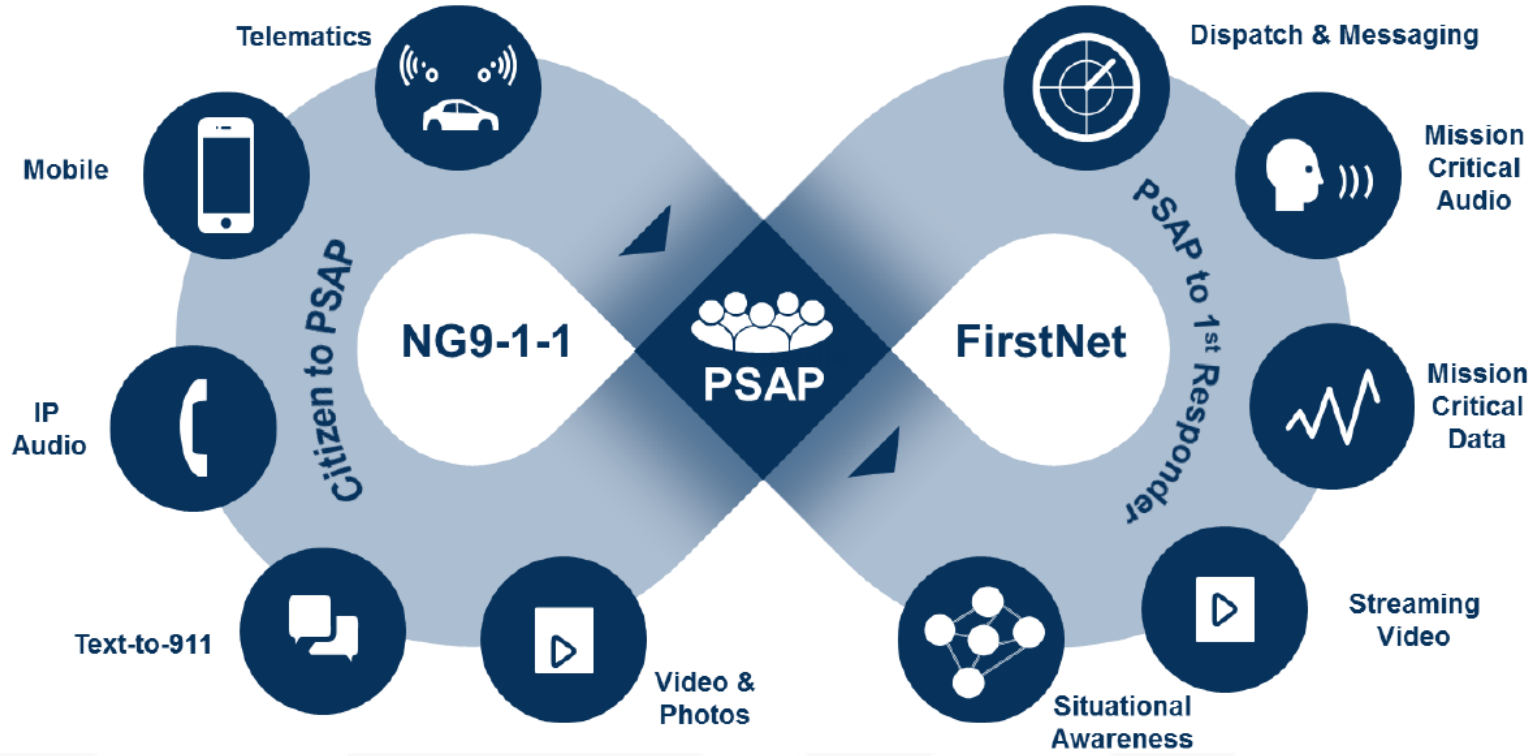 Telematics
Mobile
IP
Audio
Text-to-911
Video &
Photos
Citizen to PSAP
NG9-1-1
PSAP
FirstNet
PSAP to 1st Responder
Dispatch & Messaging
Mission
Critical
Audio
Mission
Critical
Data
Streaming
Video
Situational
Awareness